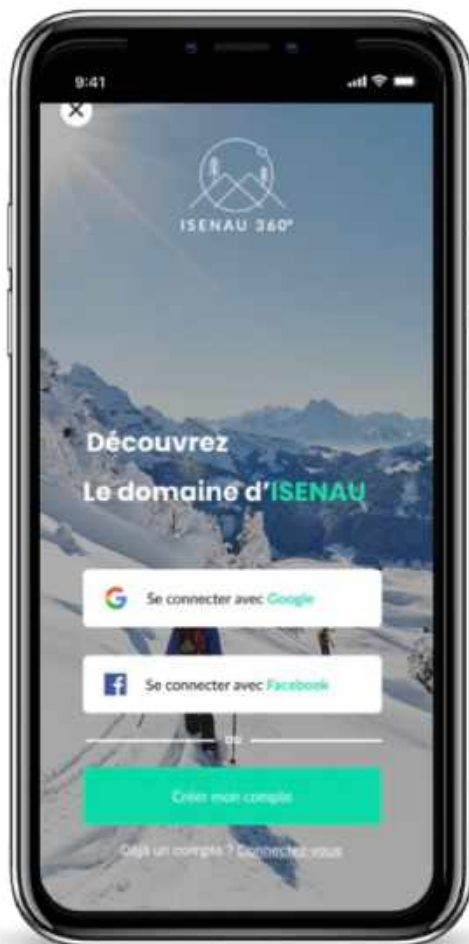 9:41
ISENAU 360°
Découvrez
Le domaine d'ISENAU
Se connecter avec Google
Se connecter avec Facebook
OU
Créer mon compte
Déjà un compte ? Connectez-vous